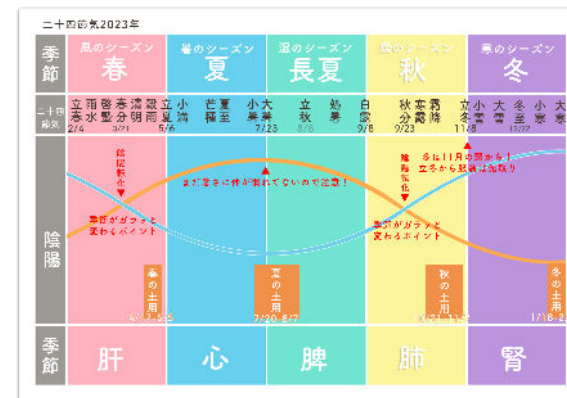 二十四節気2023年
季節
風のシーズン
春
暑のシーズン
夏
湿のシーズン
長夏
燥のシーズン
秋
寒のシーズン
冬
二十四節気
立春 雨水 啓蟄 春分 清明 穀雨 立夏 小満 芒種 夏至 小暑 大暑 立秋 処暑 白露 秋分 寒露 霜降 立冬 小雪 大雪 冬至 小寒 大寒
2/4 3/21 5/6 7/23 8/8 9/8 9/23 11/8 12/22
陰陽
陰陽転化
季節がガラッと
変わるポイント
まだ暑さに体が慣れてないので注意!
陰陽転化
季節がガラッと
変わるポイント
冬は11月の頭から!
立冬から服装は先取り
春の土用
夏の土用
7/20-8/7
秋の土用
冬の土用
季節
肝
心
脾
肺
腎